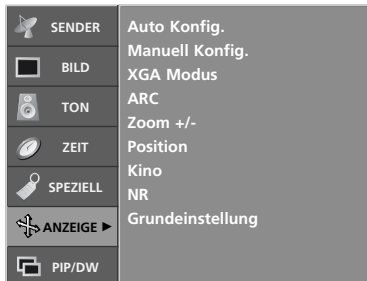 SENDER
BILD
TON
ZEIT
SPEZIELL
ANZEIGE ►
PIP/DW
Auto Konfig.
Manuell Konfig.
XGA Modus
ARC
Zoom +/-
Position
Kino
NR
Grundeinstellung